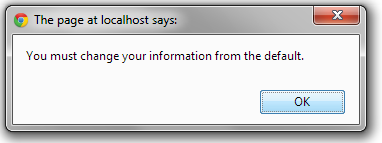 The page at localhost says:
You must change your information from the default.
OK